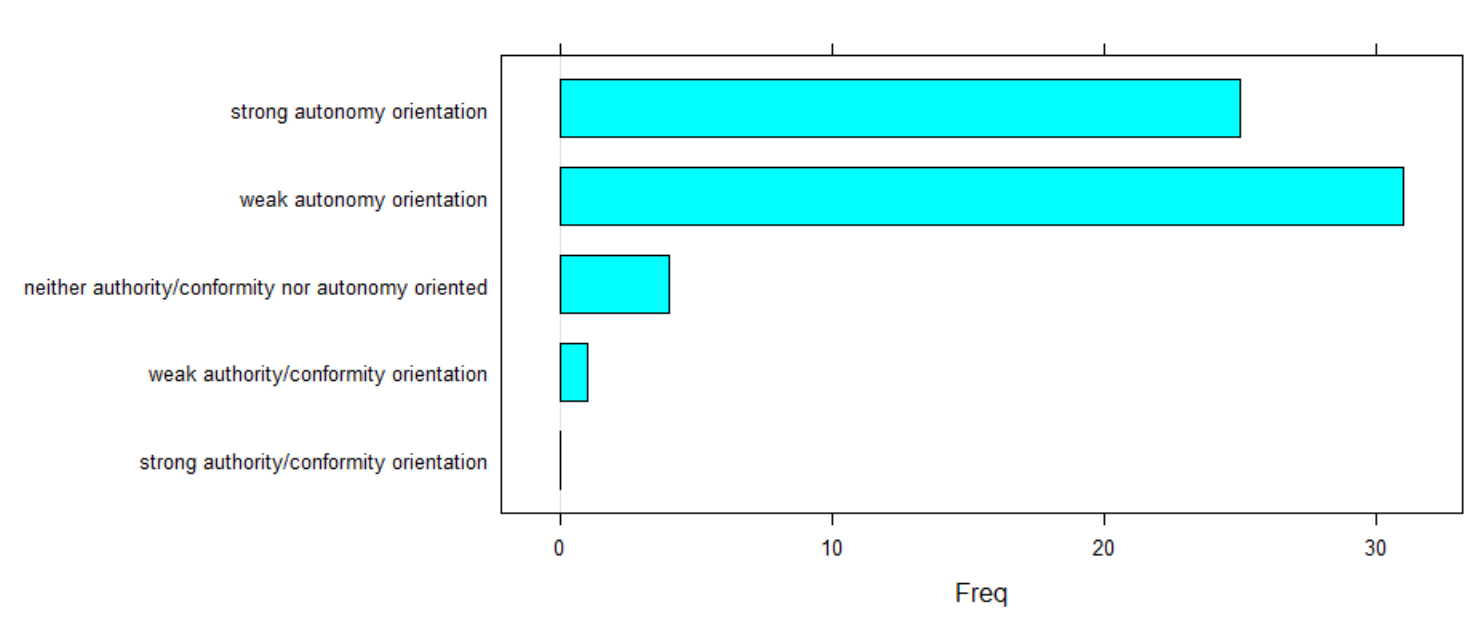 strong autonomy orientation
weak autonomy orientation
neither authority/conformity nor autonomy oriented
weak authority/conformity orientation
strong authority/conformity orientation
0 10 20 30
Freq